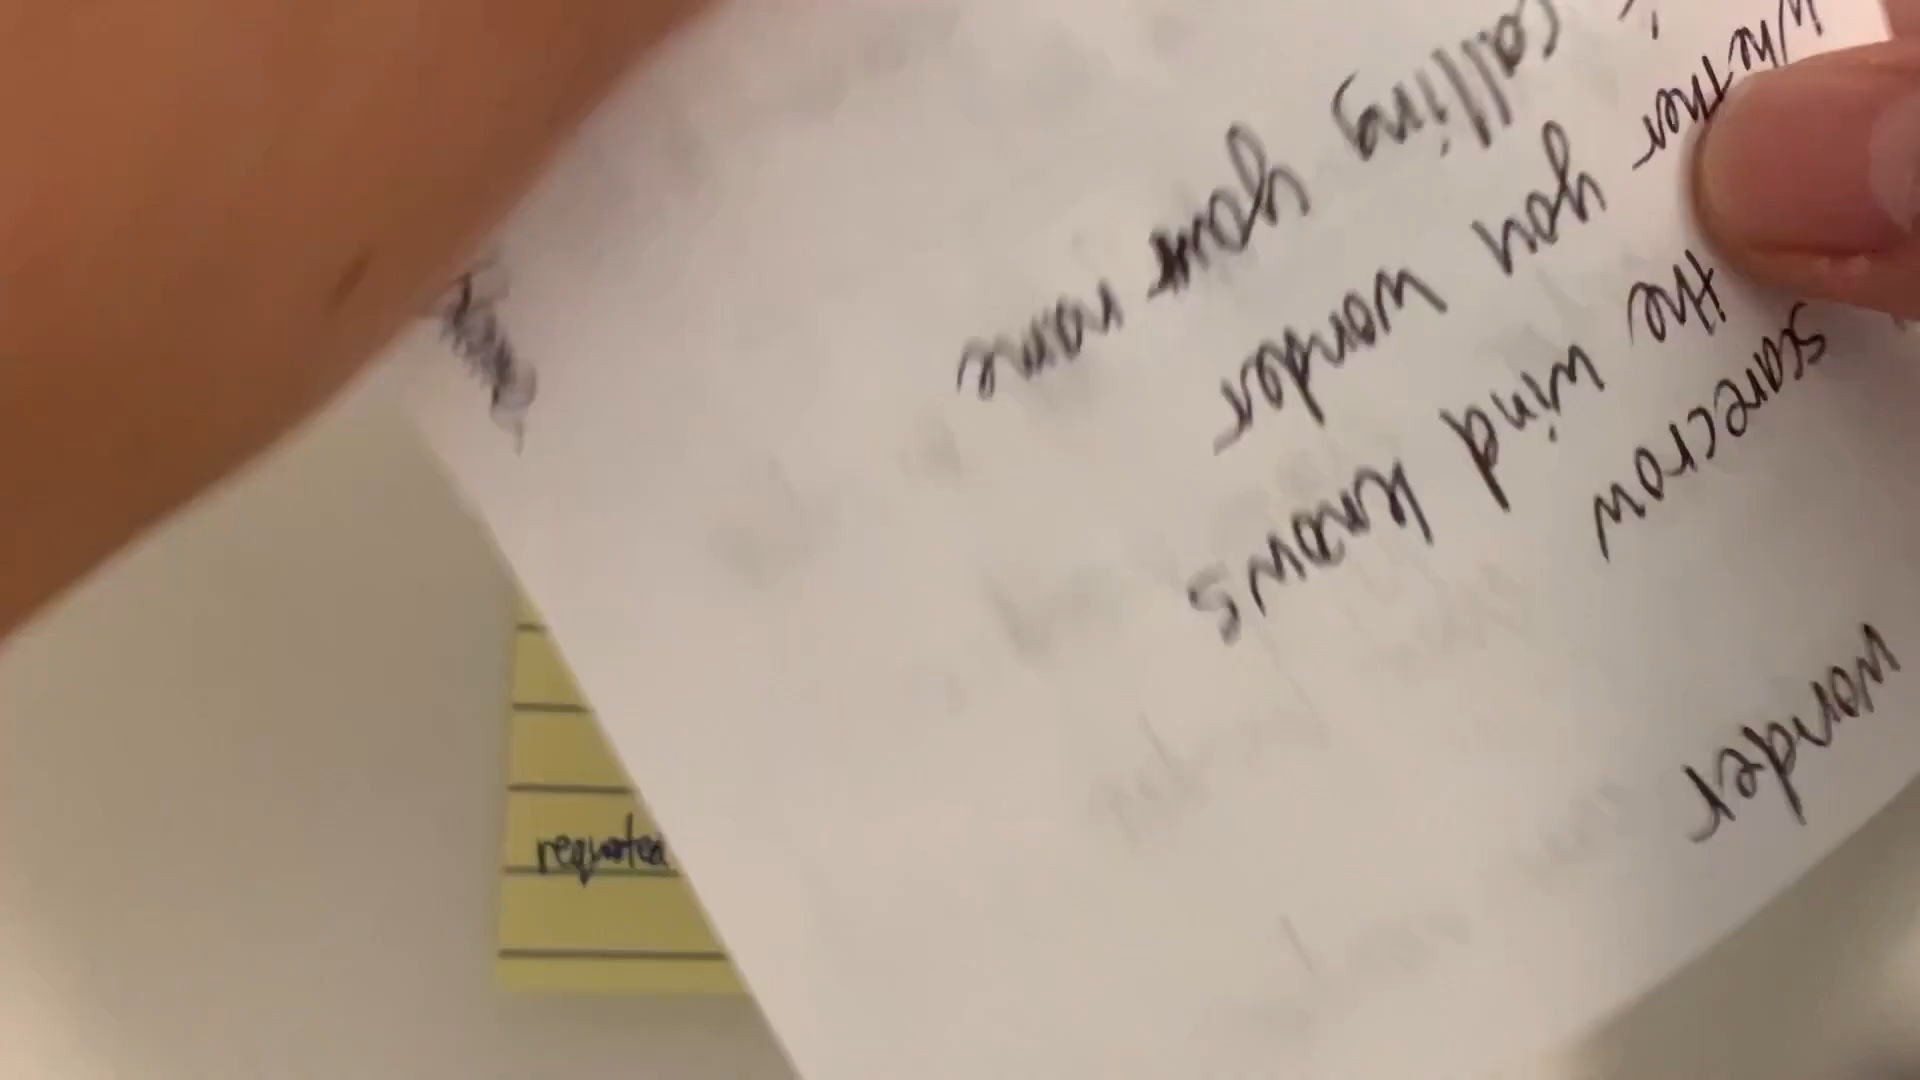 wonder
scarecrow
the wind knows
whether you wonder
calling your name